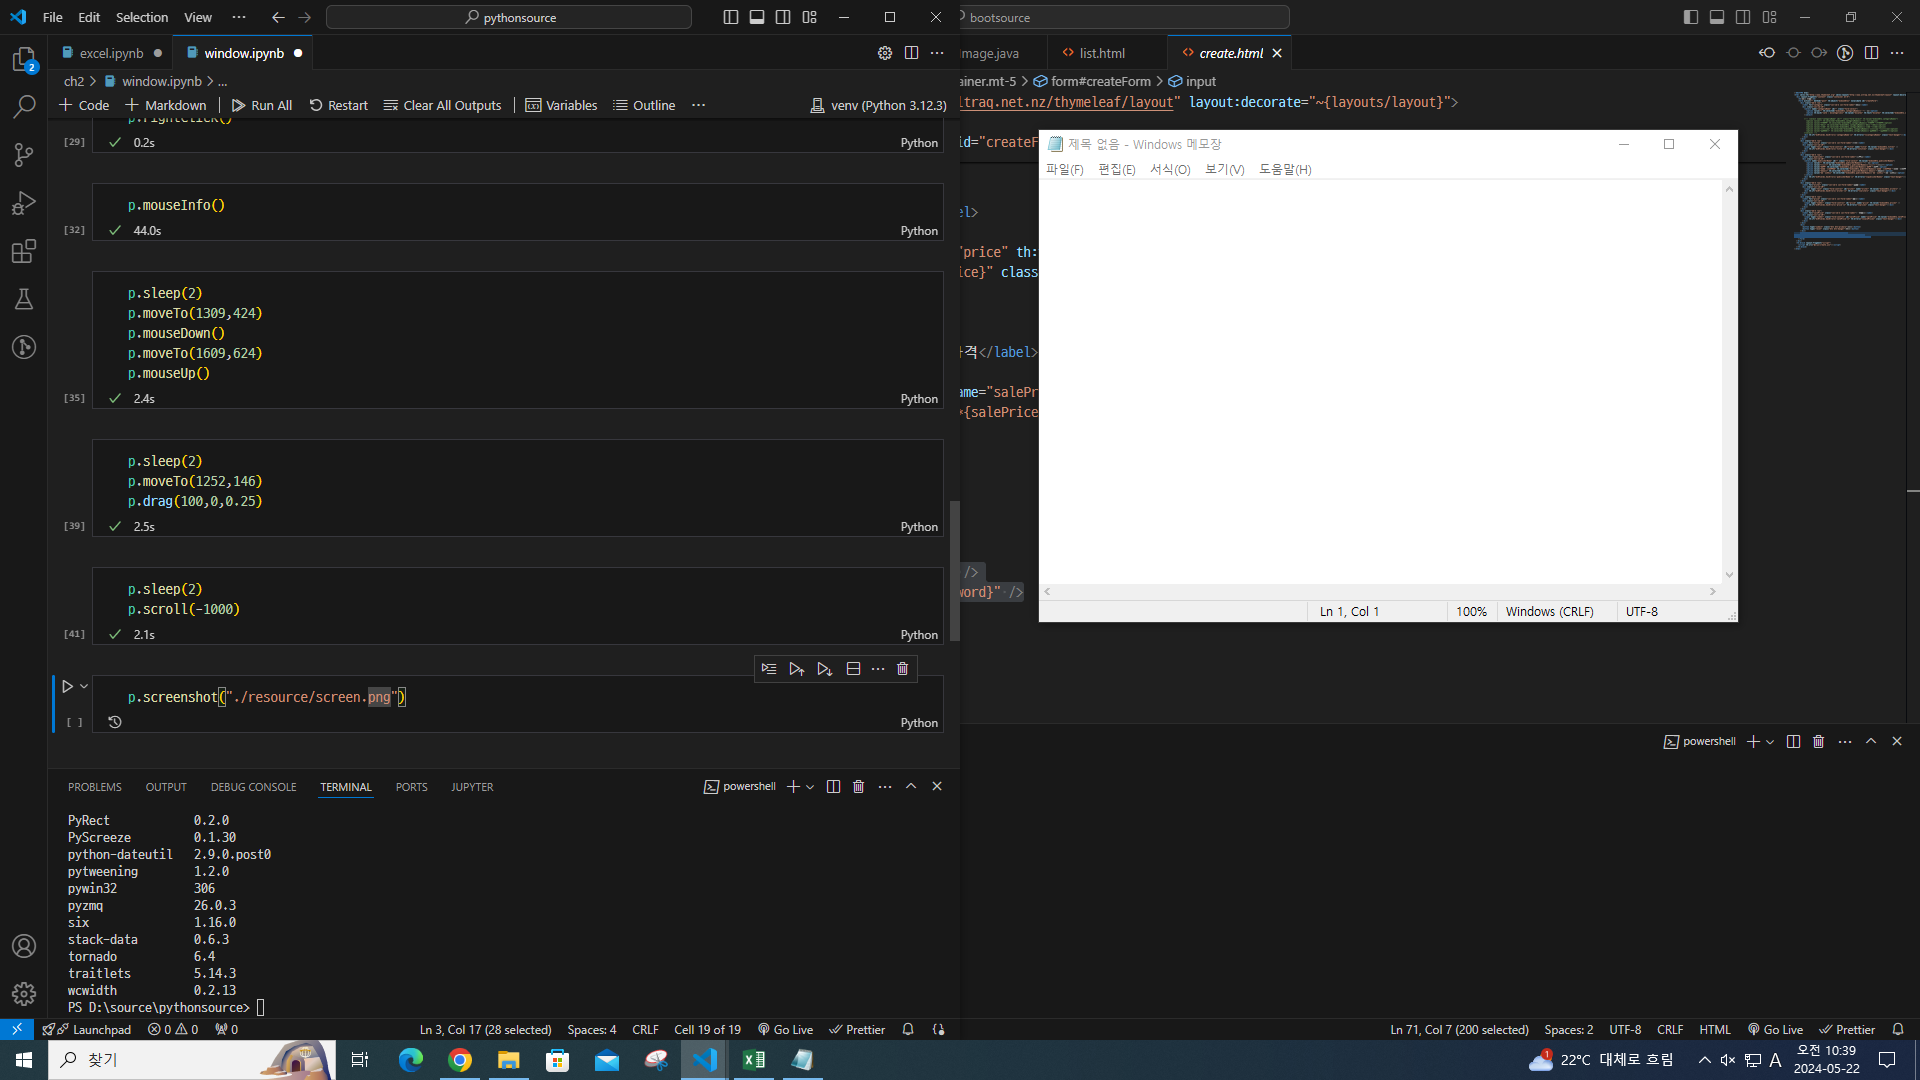 File Edit Selection View ··· pythonsource
excel.ipynb window.ipynb
ch2 > window.ipynb > ...
+ Code + Markdown Run All Restart Clear All Outputs Variables Outline ··· venv (Python 3.12.3)
p.rightClick()
[29] 0.2s Python
p.mouseInfo()
[32] 44.0s Python
p.sleep(2)
p.moveTo(1309,424)
p.mouseDown()
p.moveTo(1609,624)
p.mouseUp()
[35] 2.4s Python
p.sleep(2)
p.moveTo(1252,146)
p.drag(100,0,0.25)
[39] 2.5s Python
p.sleep(2)
p.scroll(-1000)
[41] 2.1s Python
p.screenshot("./resource/screen.png")
[ ] Python
PROBLEMS OUTPUT DEBUG CONSOLE TERMINAL PORTS JUPYTER powershell
PyRect 0.2.0
PyScreeze 0.1.30
python-dateutil 2.9.0.post0
pytweening 1.2.0
pywin32 306
pyzmq 26.0.3
six 1.16.0
stack-data 0.6.3
tornado 6.4
traitlets 5.14.3
wcwidth 0.2.13
PS D:\source\pythonsource>
Launchpad 0 0 0 Ln 3, Col 17 (28 selected) Spaces: 4 CRLF Cell 19 of 19 Go Live Prettier
bootsource
mage.java list.html create.html
ainer.mt-5 > form#createForm > input
ltraq.net.nz/thymeleaf/layout" layout:decorate="~{layouts/layout}">
id="createF
el>
"price" th:
ice}" class
가격</label>
ame="salePr
*{salePrice
/>
word}" />
제목 없음 - Windows 메모장
파일(F) 편집(E) 서식(O) 보기(V) 도움말(H)
Ln 1, Col 1 100% Windows (CRLF) UTF-8
powershell
Ln 71, Col 7 (200 selected) Spaces: 2 UTF-8 CRLF HTML Go Live Prettier
찾기
2
1
22°C 대체로 흐림 A 오전 10:39
2024-05-22